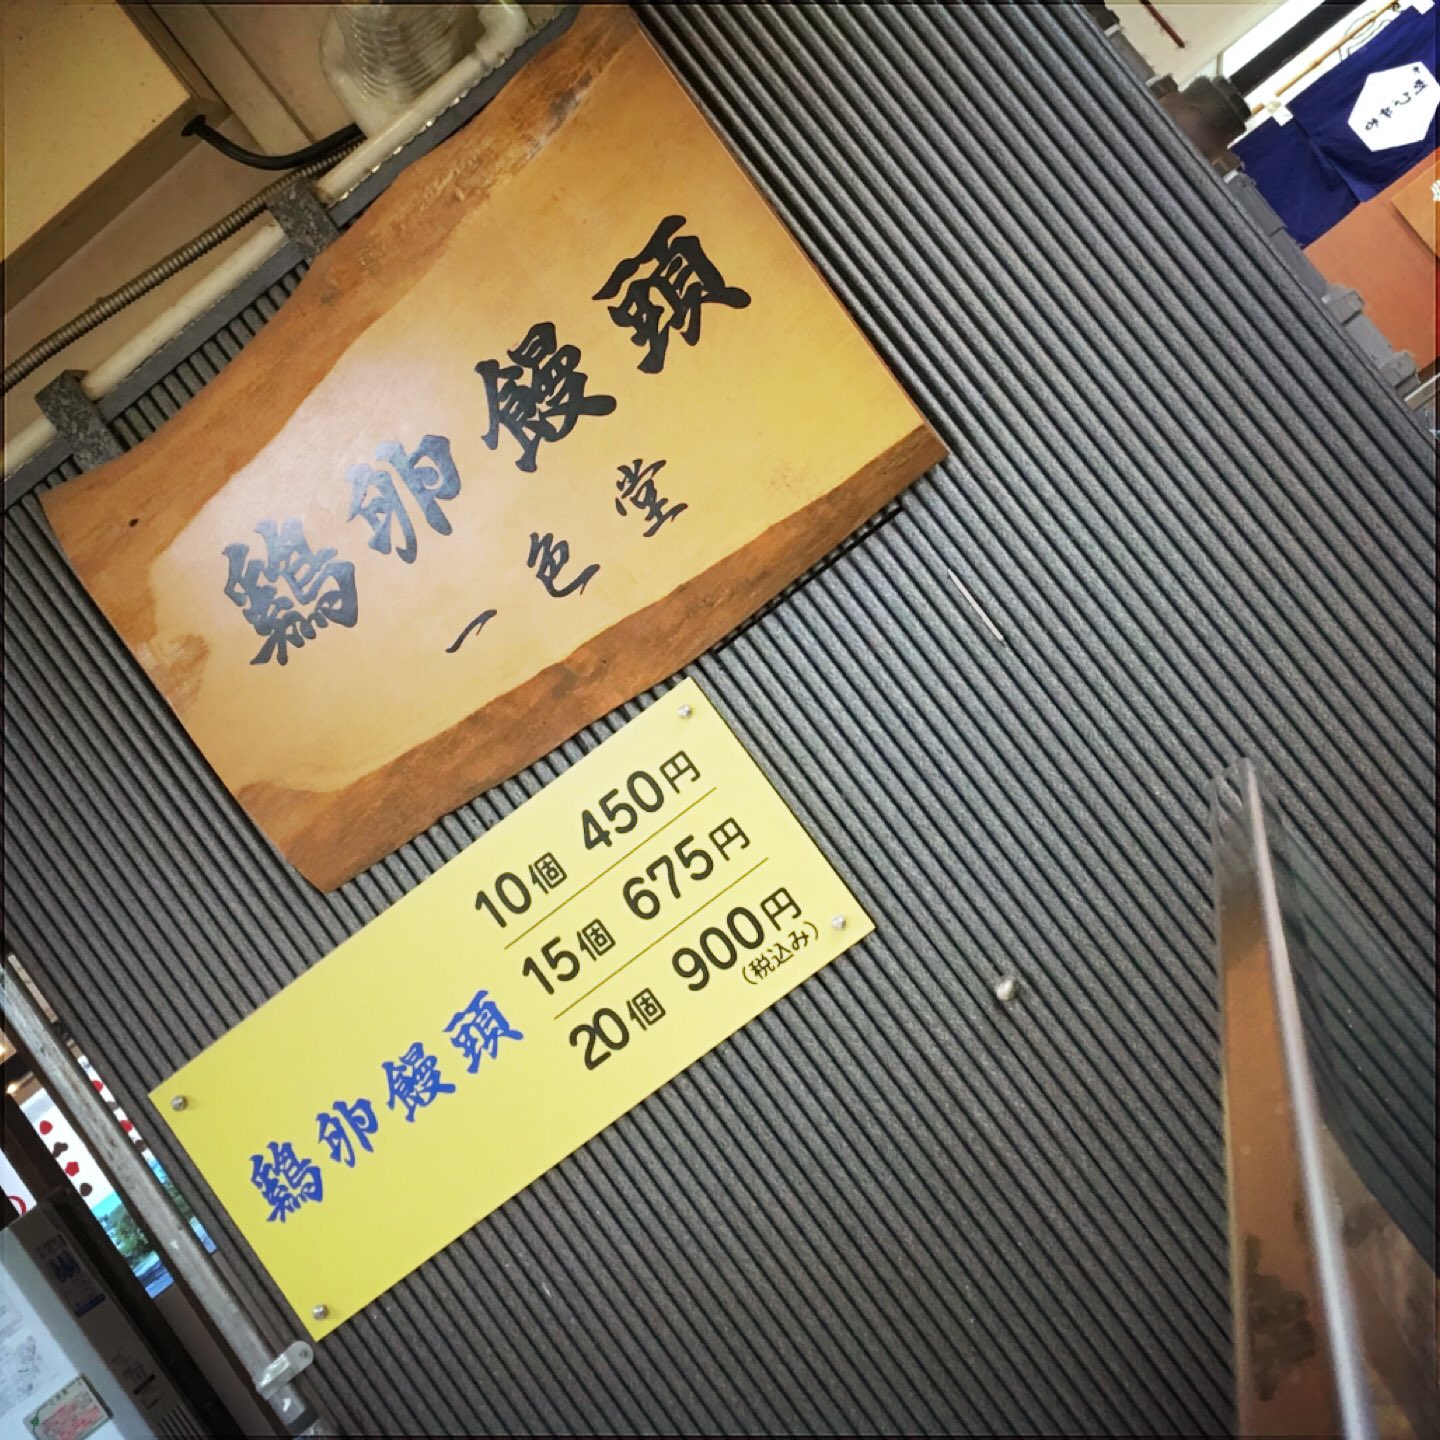 鶏卵饅頭
一色堂
鶏卵饅頭
10個 450円
15個 675円
20個 900円
(税込み)